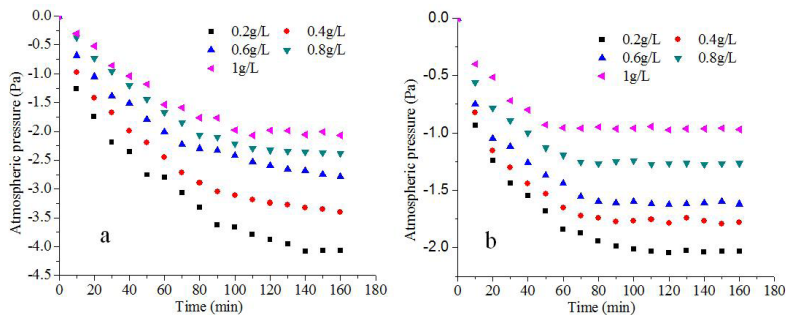 0.2g/L 0.4g/L
0.6g/L 0.8g/L
1g/L
0.0
-0.5
-1.0
-1.5
-2.0
-2.5
-3.0
-3.5
-4.0
-4.5
Atmospheric pressure (Pa)
a
0 20 40 60 80 100 120 140 160 180
Time (min)
0.2g/L 0.4g/L
0.6g/L 0.8g/L
1g/L
0.0
-0.5
-1.0
-1.5
-2.0
Atmospheric pressure (Pa)
b
0 20 40 60 80 100 120 140 160 180
Time (min)